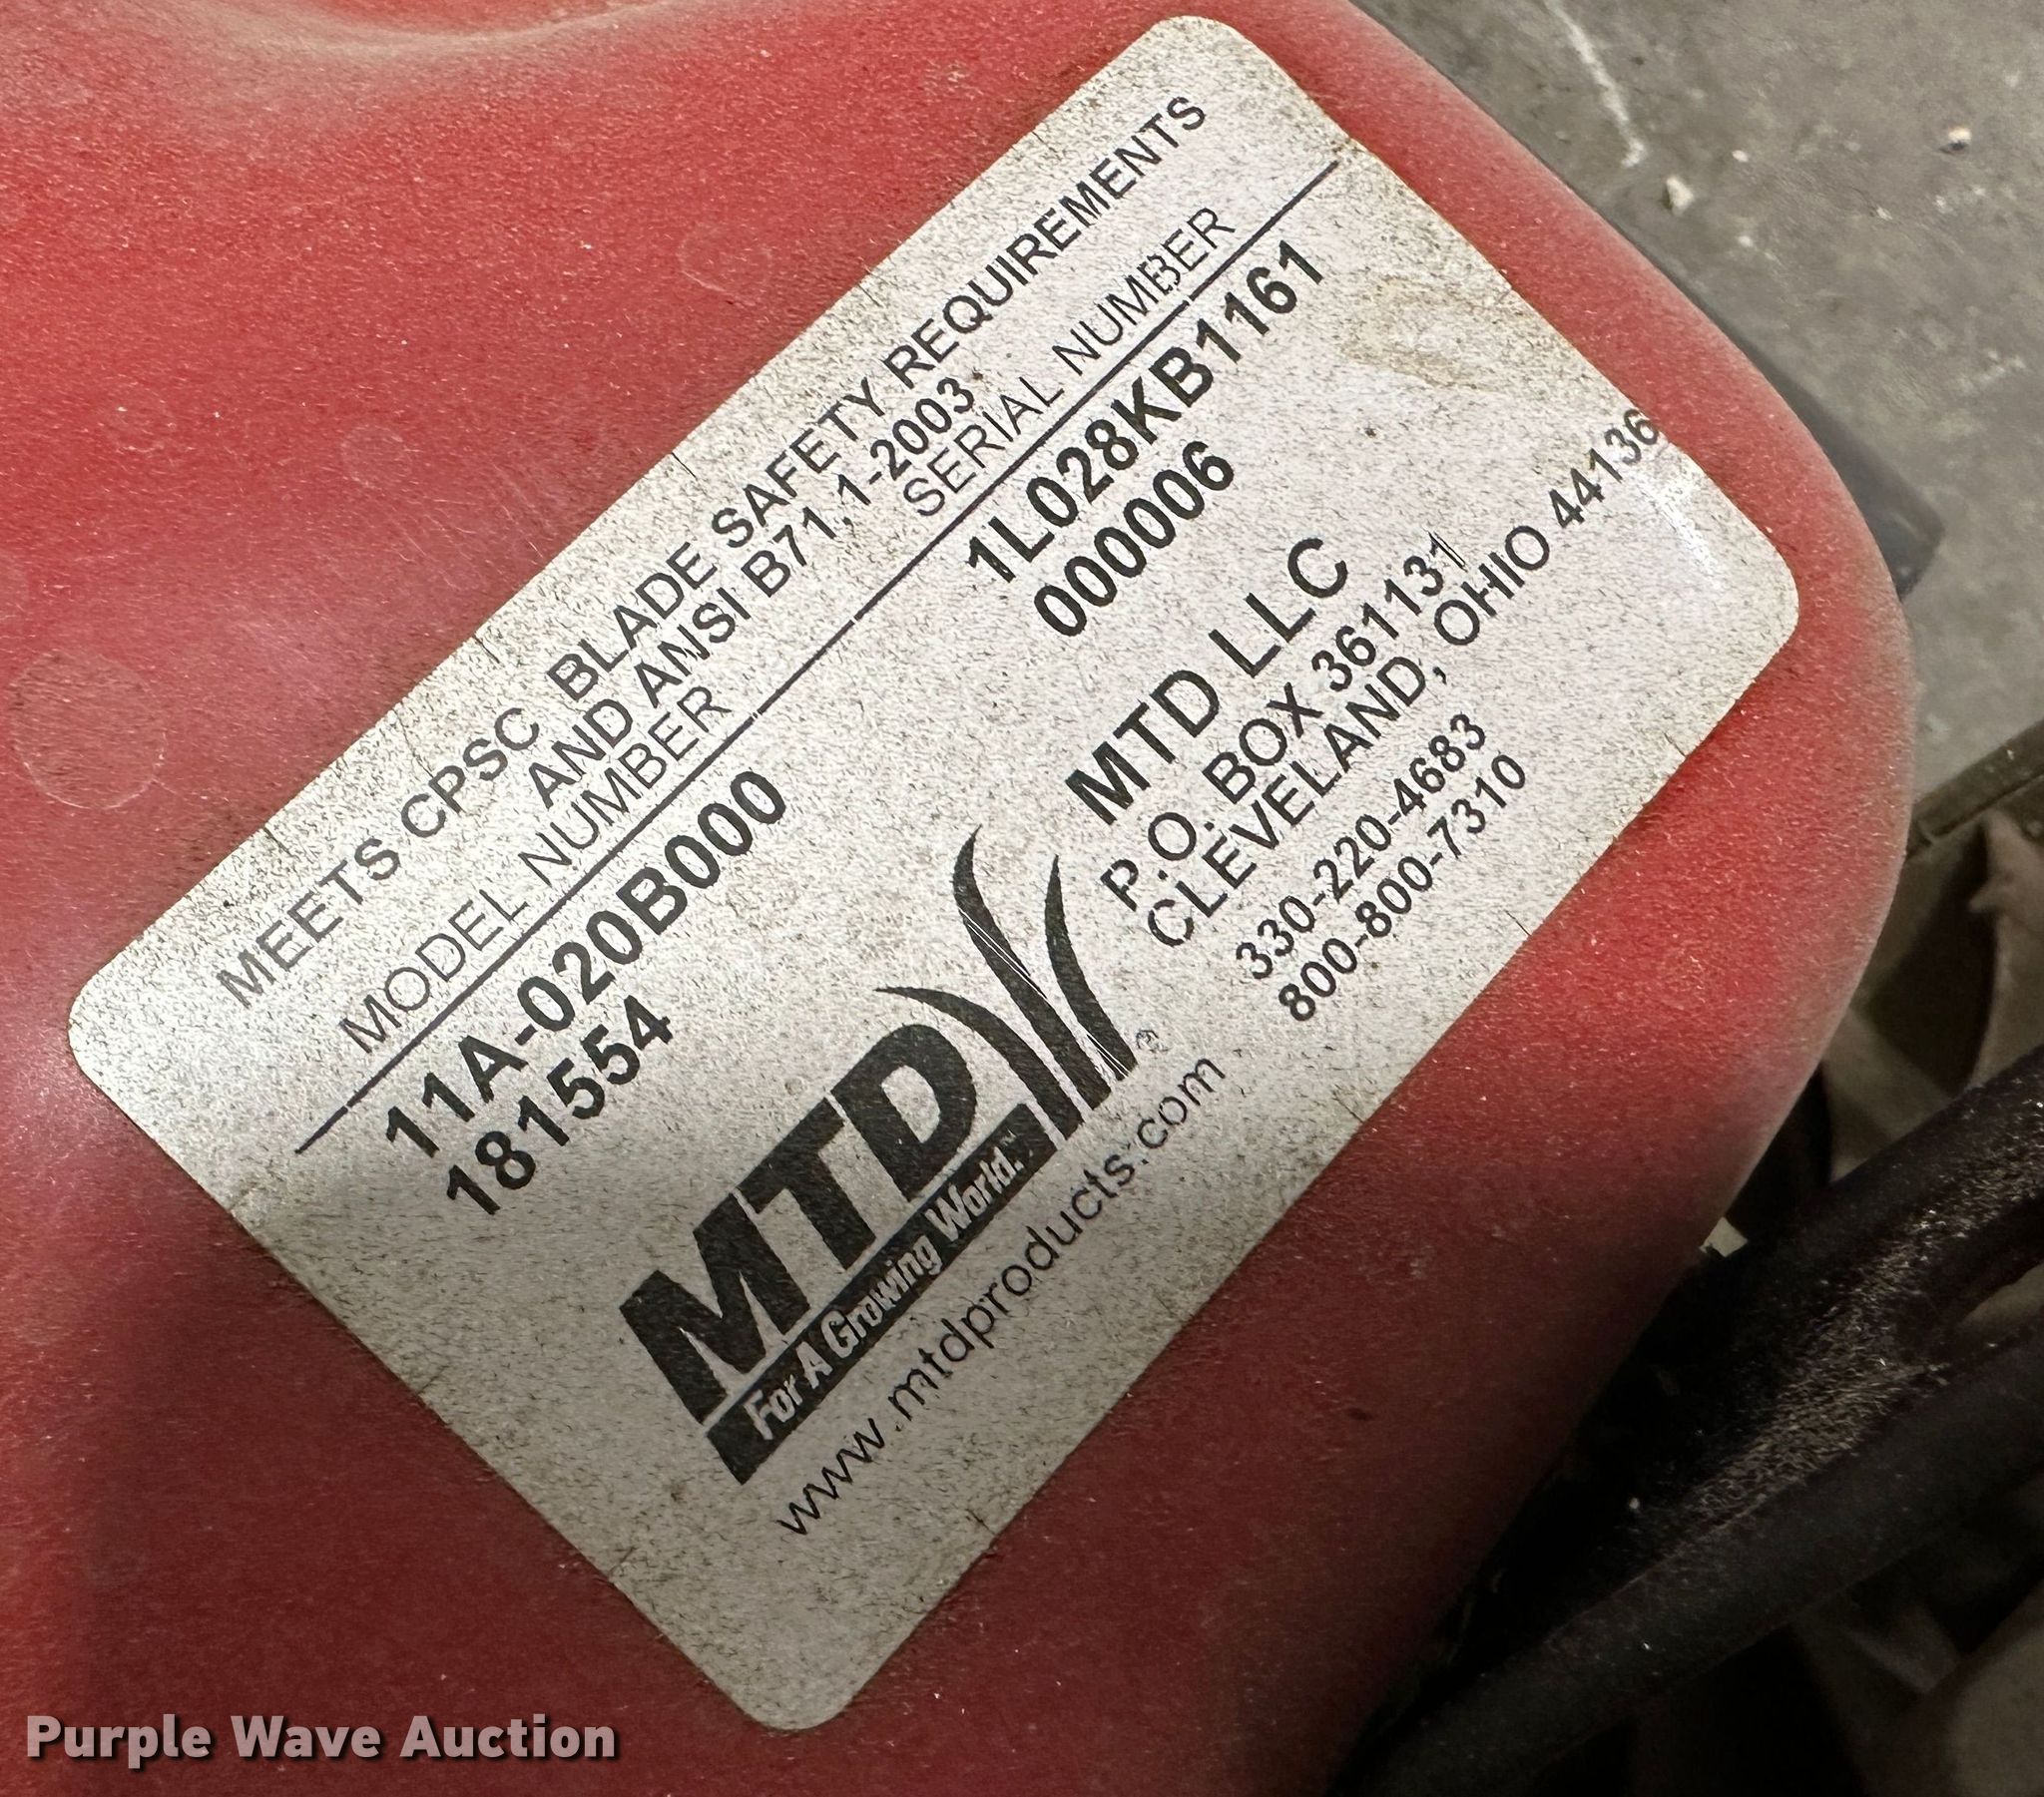 MEETS CPSC BLADE SAFETY REQUIREMENTS
AND ANSI B71.1-2003
MODEL NUMBER
SERIAL NUMBER
11A-020B000
181554
1L028KB1161
000006
MTD
For A Growing World.™
®
www.mtdproducts.com
MTD LLC
P.O. BOX 361131
CLEVELAND, OHIO 44136
330-220-4683
800-800-7310
Purple Wave Auction